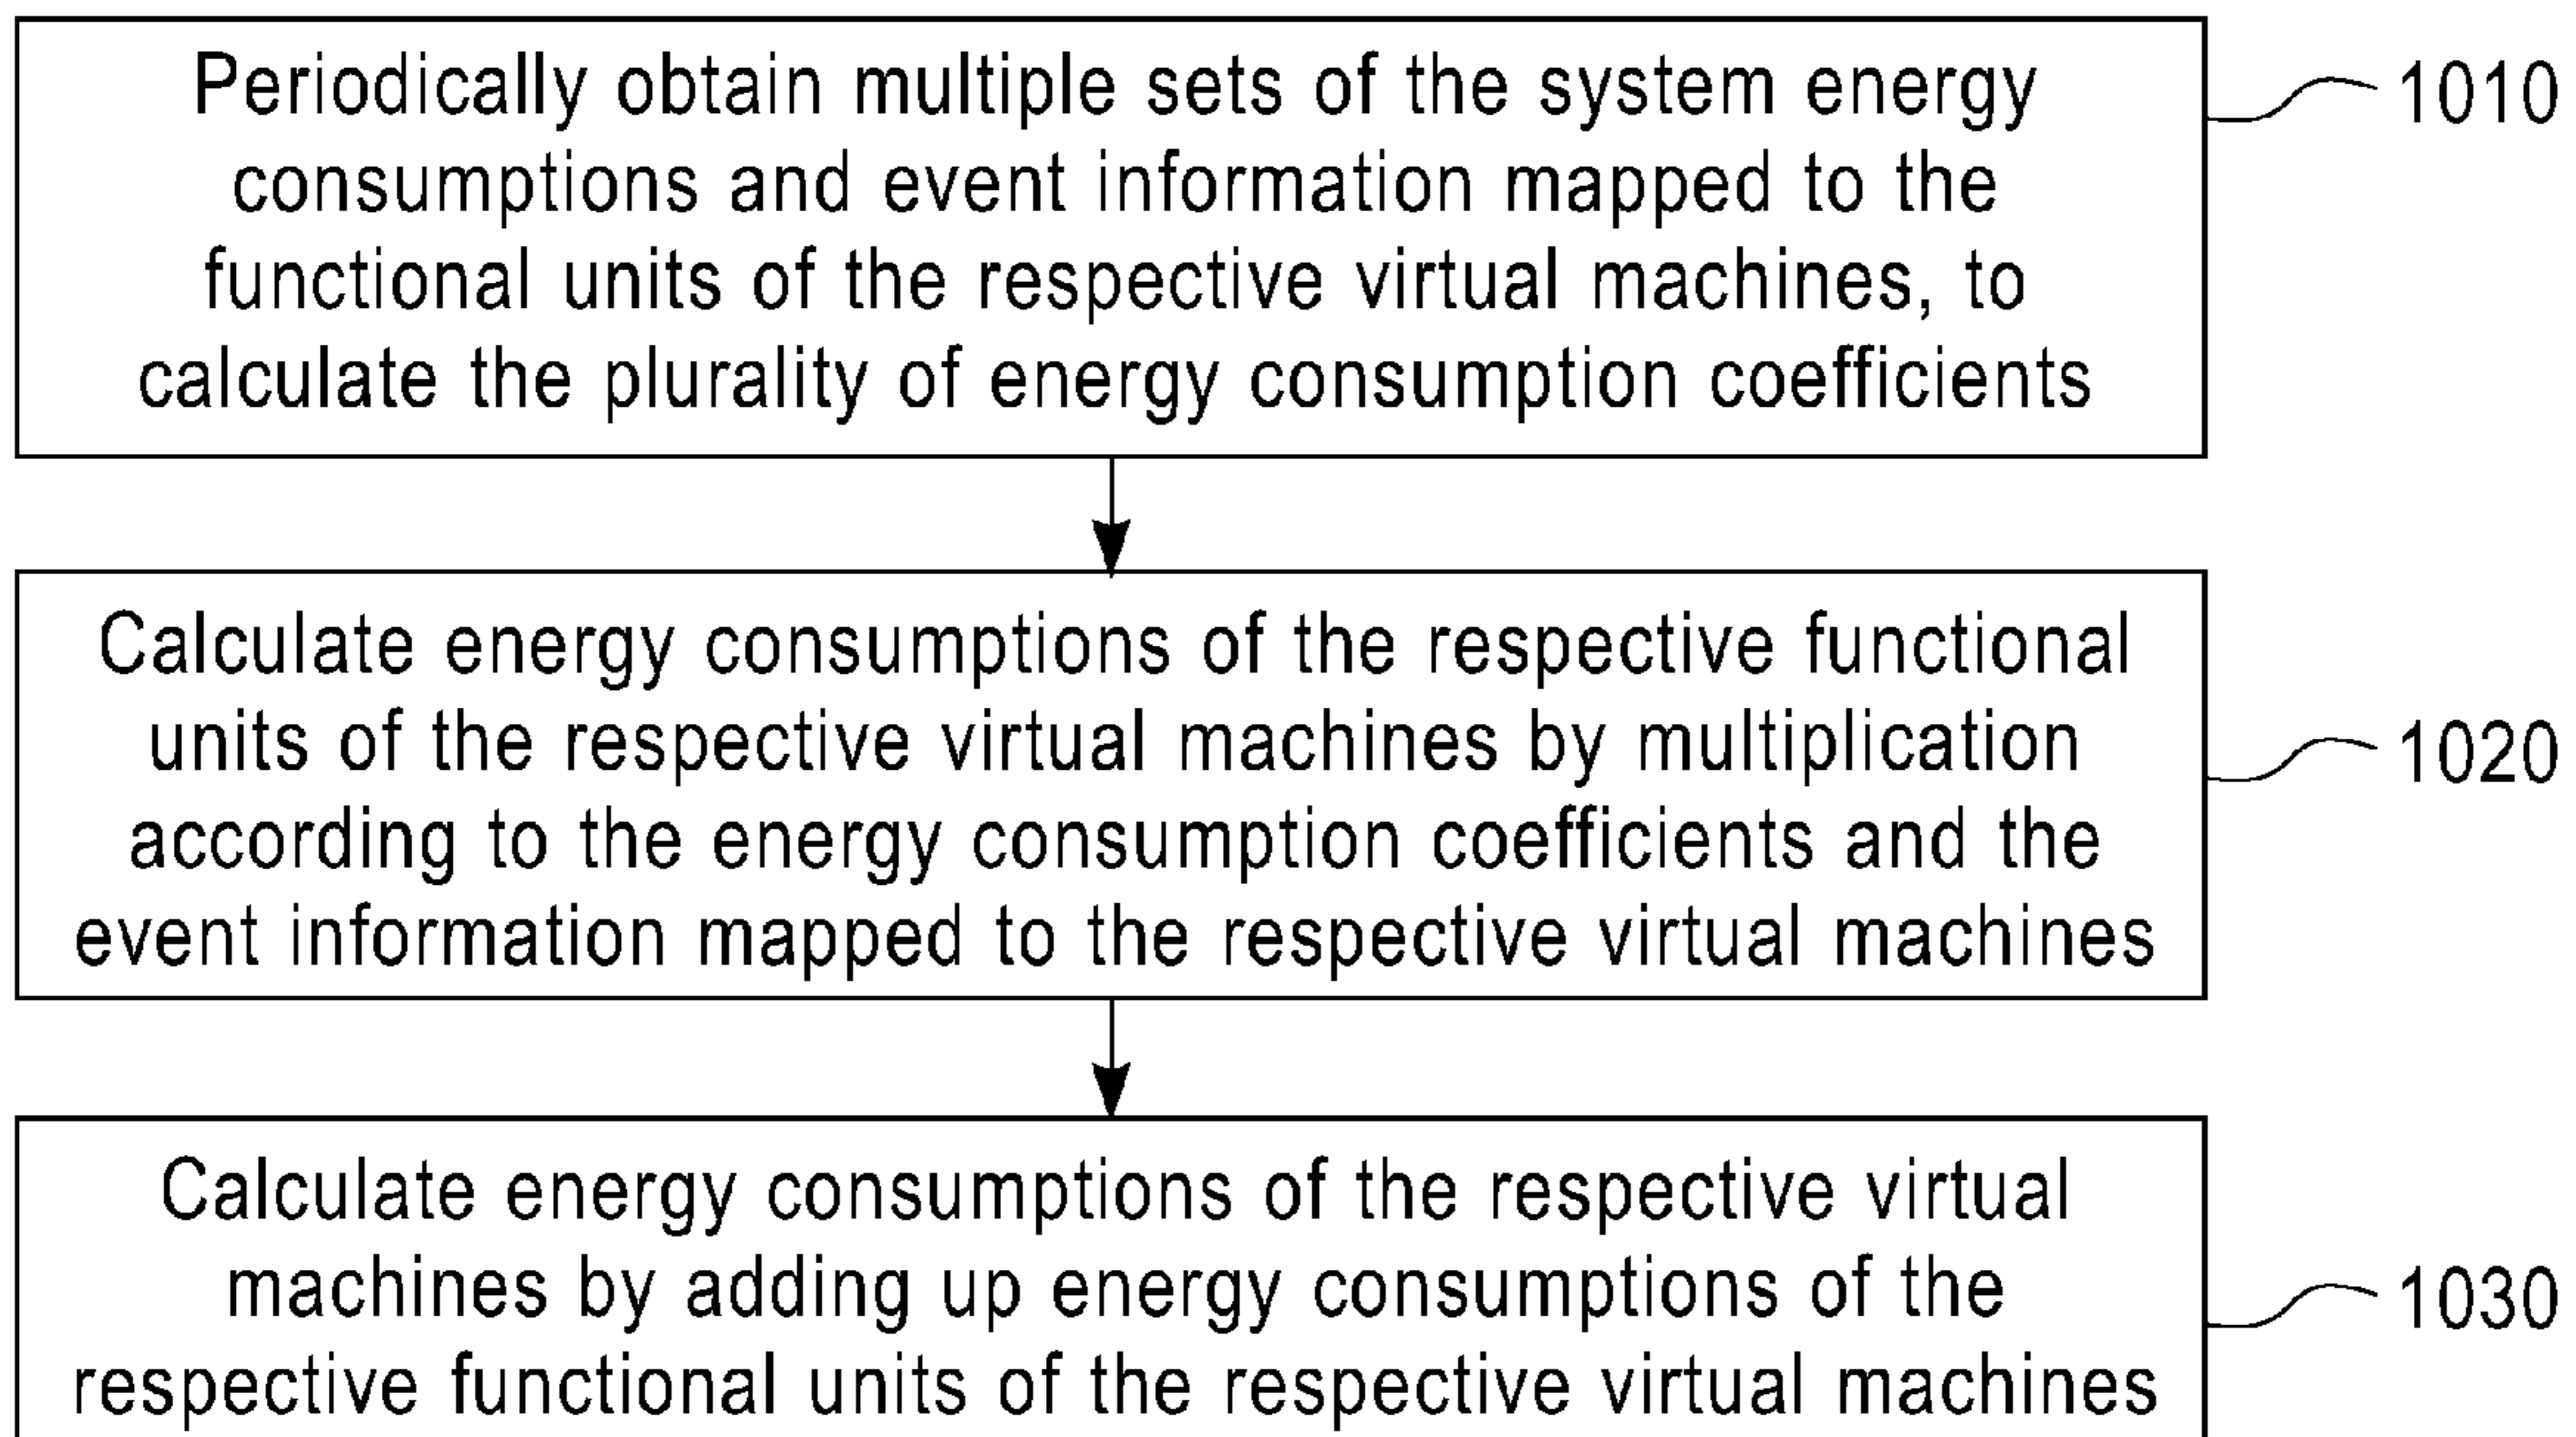 Periodically obtain multiple sets of the system energy
consumptions and event information mapped to the
functional units of the respective virtual machines, to
calculate the plurality of energy consumption coefficients
1010
Calculate energy consumptions of the respective functional
units of the respective virtual machines by multiplication
according to the energy consumption coefficients and the
event information mapped to the respective virtual machines
1020
Calculate energy consumptions of the respective virtual
machines by adding up energy consumptions of the
respective functional units of the respective virtual machines
1030